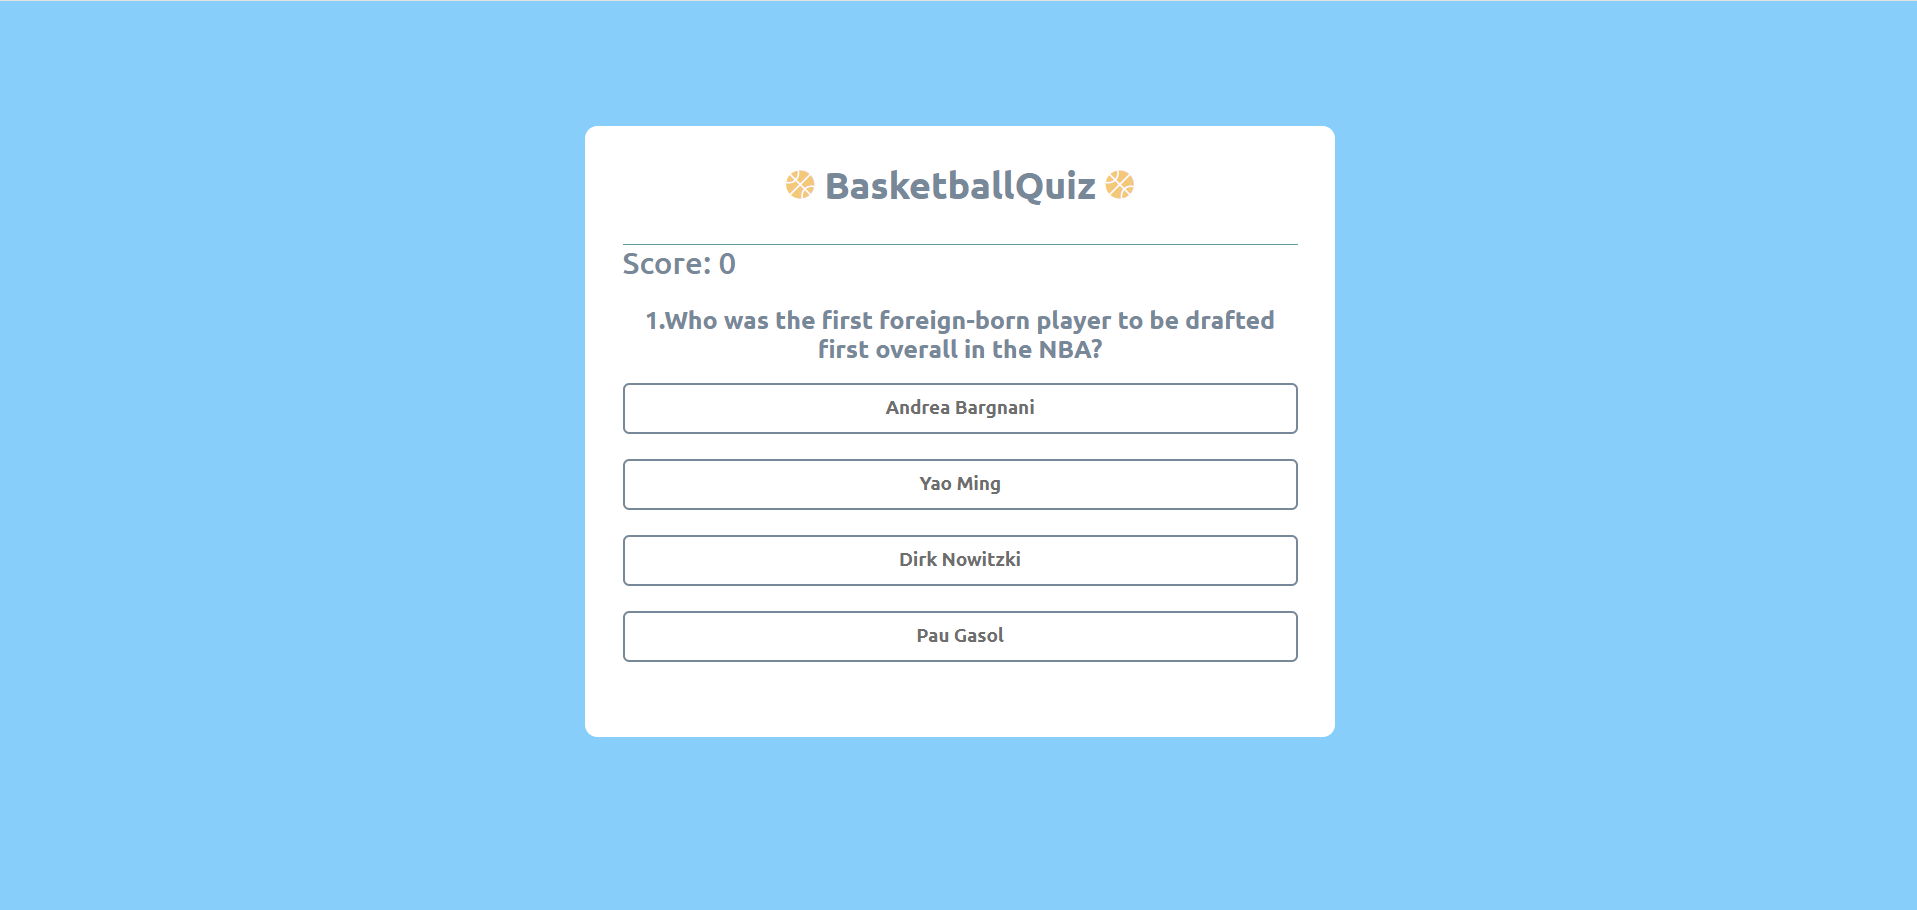 BasketballQuiz
Score: 0
1.Who was the first foreign-born player to be drafted
first overall in the NBA?
Andrea Bargnani
Yao Ming
Dirk Nowitzki
Pau Gasol